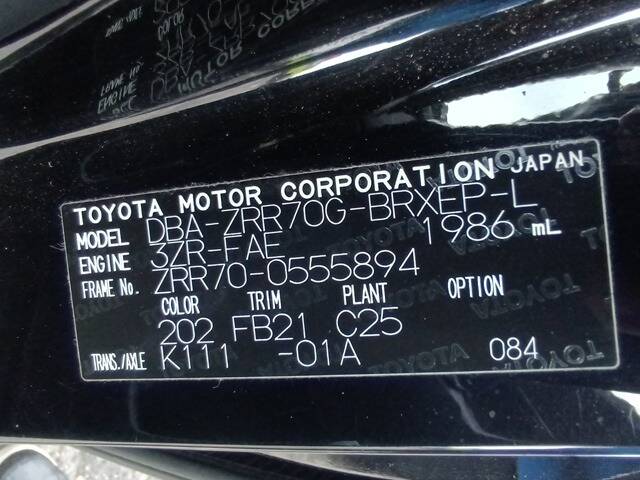 TOYOTA MOTOR CORPORATION JAPAN
MODEL DBA-ZRR70G-BRXEP-L
ENGINE 3ZR-FAE 1986 mL
FRAME No. ZRR70-0555894
COLOR TRIM PLANT OPTION
202 FB21 C25
TRANS./AXLE K111 -01A 084